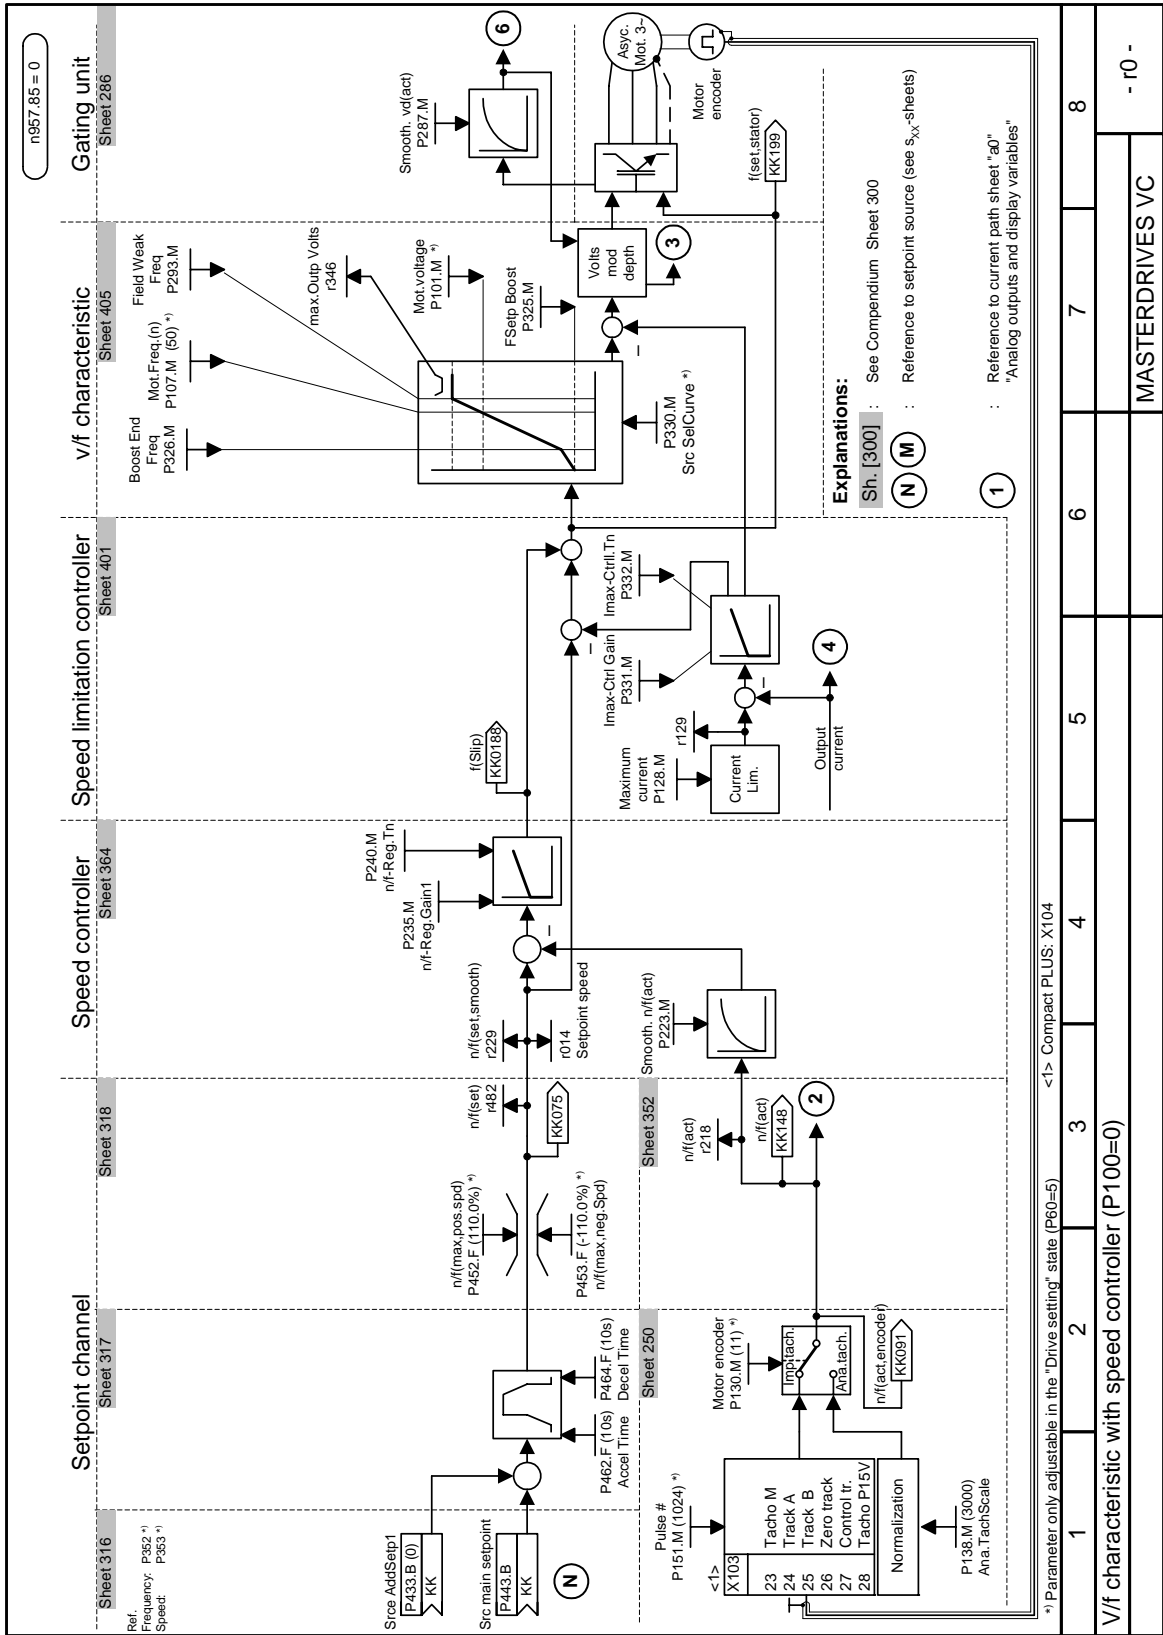 n957.85 = 0
Setpoint channel
Speed controller
Speed limitation controller
v/f characteristic
Gating unit
Sheet 316
Sheet 317
Sheet 318
Sheet 364
Sheet 401
Sheet 405
Sheet 286
Ref.
Frequency: P352 *)
Speed: P353 *)
Srce AddSetp1
P433.B (0)
KK
Src main setpoint
P443.B
KK
N
P462.F (10s)
Accel Time
P464.F (10s)
Decel Time
n/f(max,pos.spd)
P452.F (110.0%) *)
P453.F (-110.0%) *)
n/f(max,neg.Spd)
n/f(set)
r482
KK075
n/f(set,smooth)
r229
r014
Setpoint speed
P235.M
n/f-Reg.Gain1
P240.M
n/f-Reg.Tn
–
f(Slip)
KK0188
Smooth. n/f(act)
P223.M
Maximum
current
P128.M
Current
Lim.
r129
–
Output
current
4
Imax-Ctrl Gain
P331.M
Imax-Ctrll.Tn
P332.M
–
Boost End
Freq
P326.M
Mot.Freq.(n)
P107.M (50) *)
Field Weak
Freq
P293.M
max.Outp Volts
r346
Mot.voltage
P101.M *)
FSetp Boost
P325.M
P330.M
Src SelCurve *)
–
Volts
mod
depth
3
Smooth. vd(act)
P287.M
6
Asyc.
Mot. 3~
Motor
encoder
f(set,stator)
KK199
Sheet 250
Sheet 352
Pulse #
P151.M (1024) *)
<1>
X103
23 Tacho M
24 Track A
25 Track B
26 Zero track
27 Control tr.
28 Tacho P15V
Normalization
P138.M (3000)
Ana.TachScale
Motor encoder
P130.M (11) *)
Imp.tach.
Ana.tach.
n/f(act,encoder)
KK091
n/f(act)
r218
n/f(act)
KK148
2
Explanations:
Sh. [300] : See Compendium Sheet 300
N M : Reference to setpoint source (see sXX-sheets)
1 : Reference to current path sheet "a0"
"Analog outputs and display variables"
*) Parameter only adjustable in the "Drive setting" state (P60=5)
<1> Compact PLUS: X104
1 2 3 4 5 6 7 8
V/f characteristic with speed controller (P100=0)
- r0 -
MASTERDRIVES VC